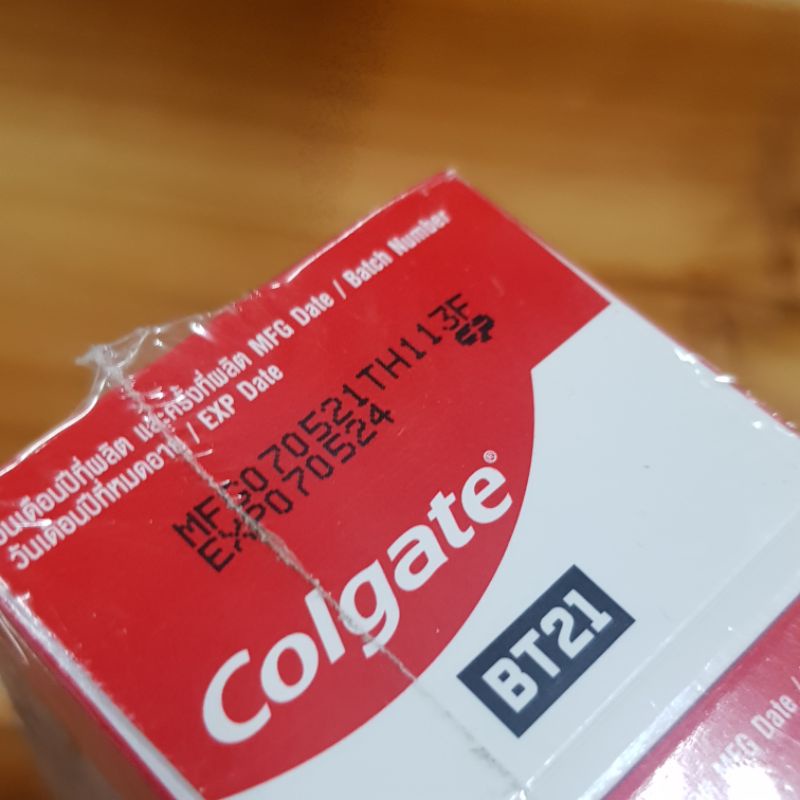 วันเดือนปีที่ผลิต และครั้งที่ผลิต MFG Date / Batch Number
วันเดือนปีที่หมดอายุ / EXP Date
MFG070521TH113F
EXP070524
Colgate®
BT21
MFG Date /